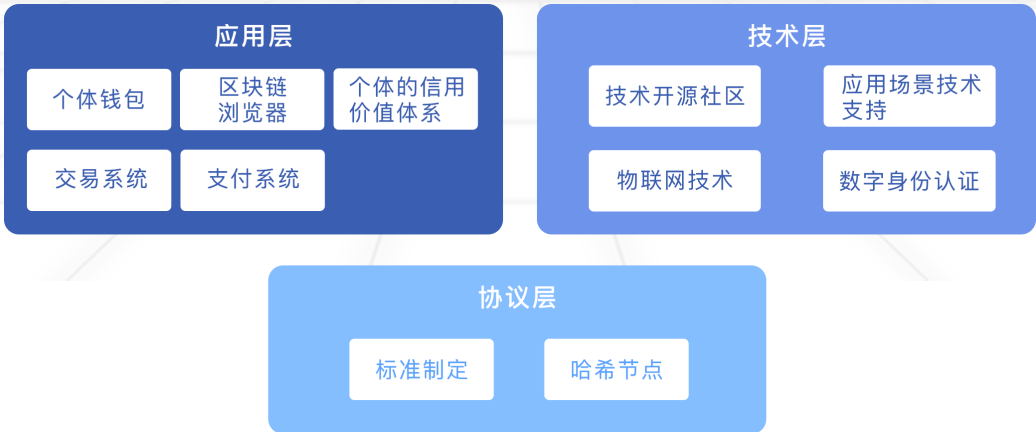 应用层
个体钱包
区块链
浏览器
个体的信用
价值体系
交易系统
支付系统
技术层
技术开源社区
应用场景技术
支持
物联网技术
数字身份认证
协议层
标准制定
哈希节点